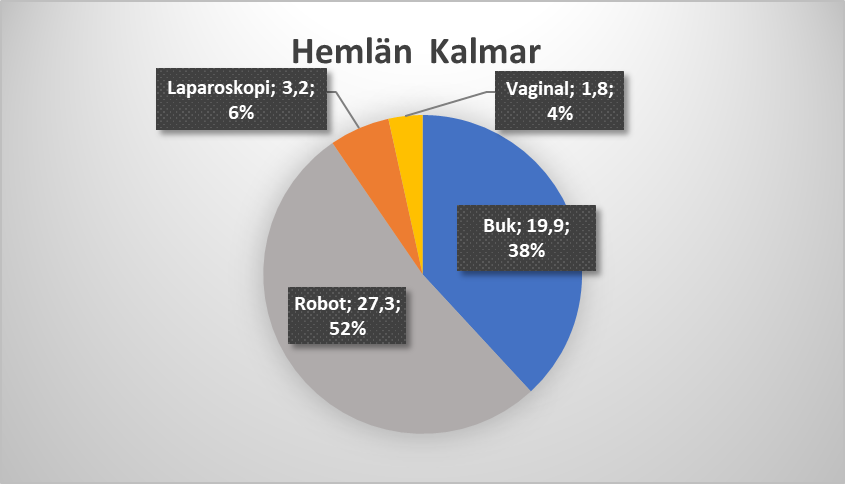 Hemlän  Kalmar
Laparoskopi; 3,2;
6%
Vaginal; 1,8;
4%
Buk; 19,9;
38%
Robot; 27,3;
52%